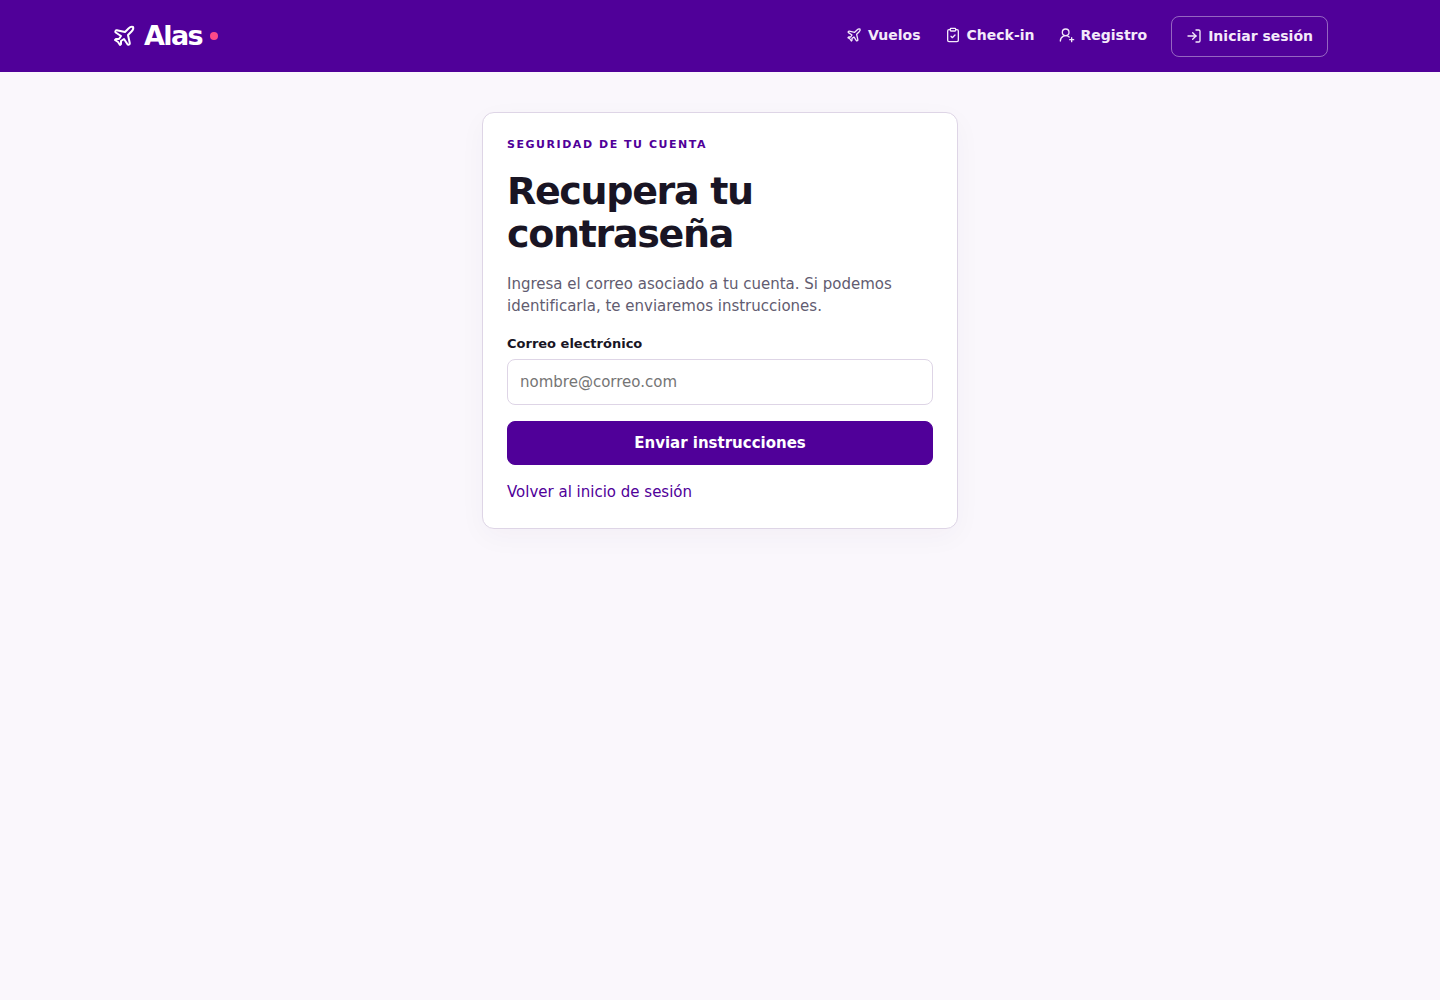 Alas
Vuelos
Check-in
Registro
Iniciar sesión
SEGURIDAD DE TU CUENTA
Recupera tu
contraseña
Ingresa el correo asociado a tu cuenta. Si podemos
identificarla, te enviaremos instrucciones.
Correo electrónico
nombre@correo.com
Enviar instrucciones
Volver al inicio de sesión